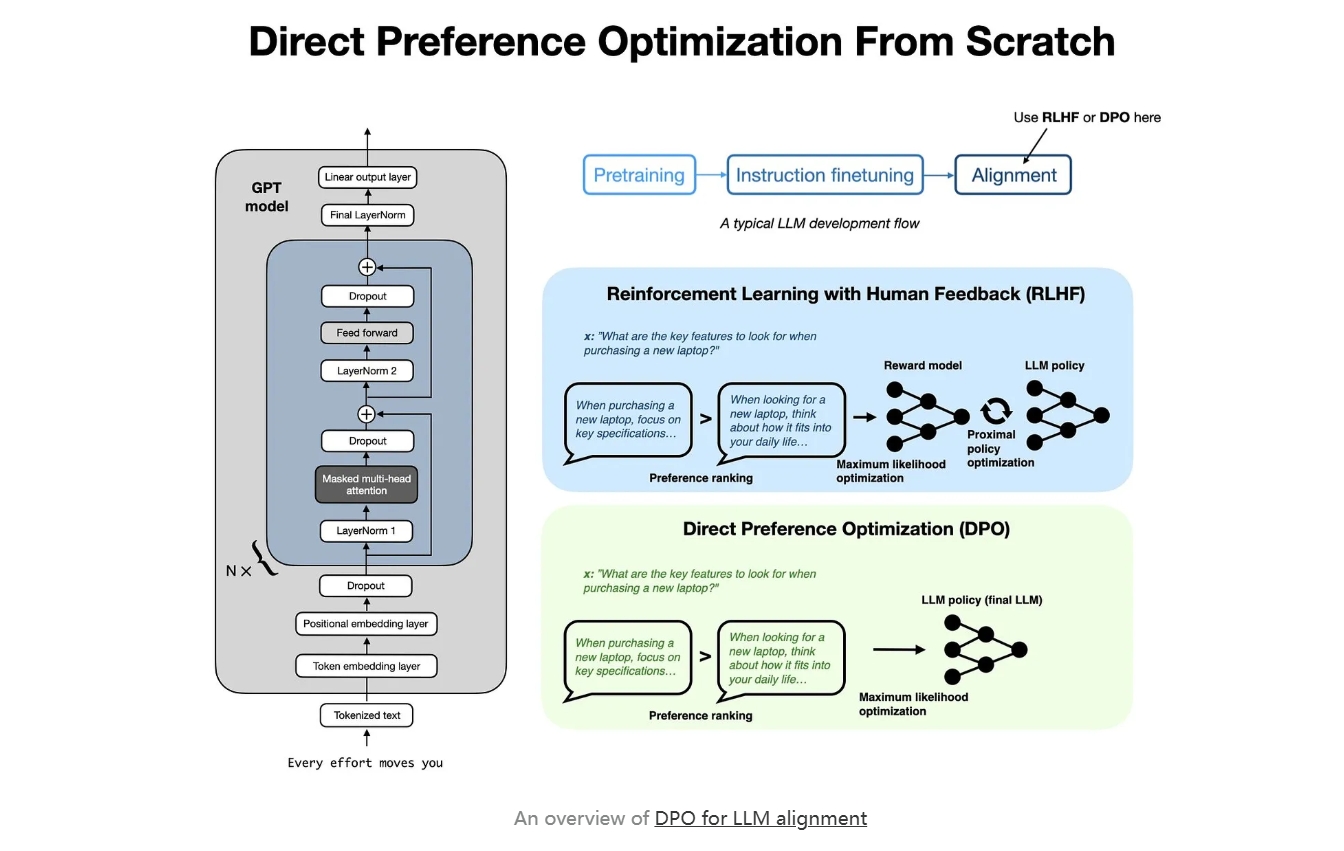 Direct Preference Optimization From Scratch
GPT
model
Linear output layer
Final LayerNorm
+
Dropout
Feed forward
LayerNorm 2
+
Dropout
Masked multi-head
attention
LayerNorm 1
N ×
{
Dropout
Positional embedding layer
Token embedding layer
Tokenized text
Every effort moves you
Use RLHF or DPO here
Pretraining
Instruction finetuning
Alignment
A typical LLM development flow
Reinforcement Learning with Human Feedback (RLHF)
x: "What are the key features to look for when
purchasing a new laptop?"
When purchasing a
new laptop, focus on
key specifications…
>
When looking for a
new laptop, think
about how it fits into
your daily life…
Preference ranking
Reward model
Maximum likelihood
optimization
Proximal
policy
optimization
LLM policy
Direct Preference Optimization (DPO)
x: "What are the key features to look for when
purchasing a new laptop?"
When purchasing a
new laptop, focus on
key specifications…
>
When looking for a
new laptop, think
about how it fits into
your daily life…
Preference ranking
LLM policy (final LLM)
Maximum likelihood
optimization
An overview of DPO for LLM alignment